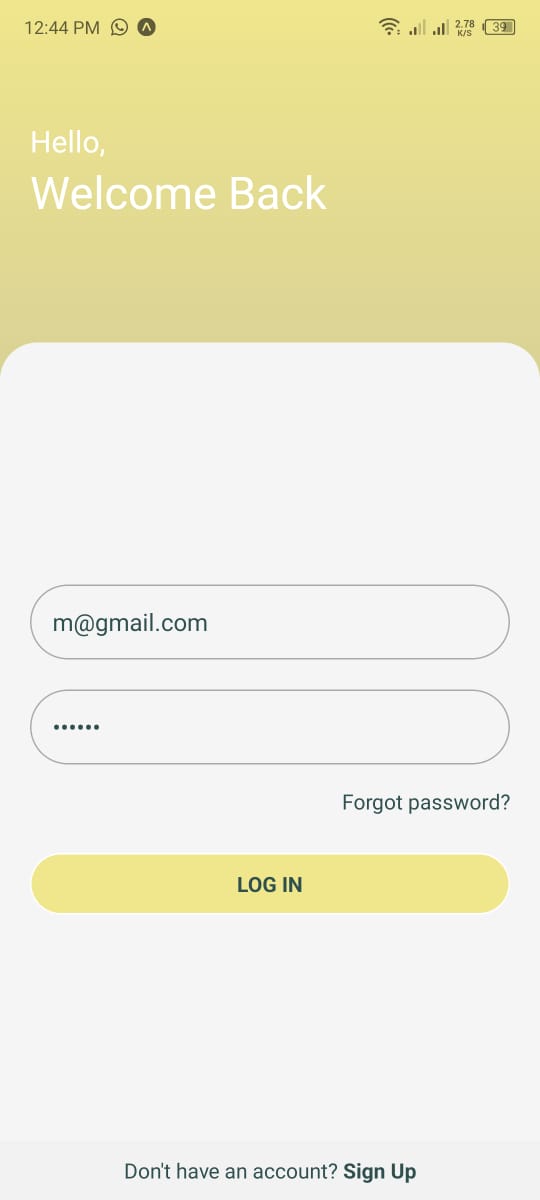 12:44 PM 2.78 K/S 39
Hello,
Welcome Back
m@gmail.com
••••••
Forgot password?
LOG IN
Don't have an account? Sign Up